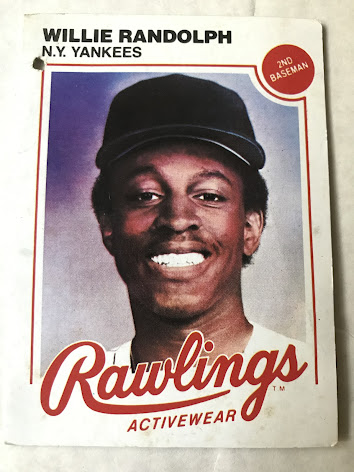 WILLIE RANDOLPH
N.Y. YANKEES
2ND
BASEMAN
Rawlings
TM
ACTIVEWEAR